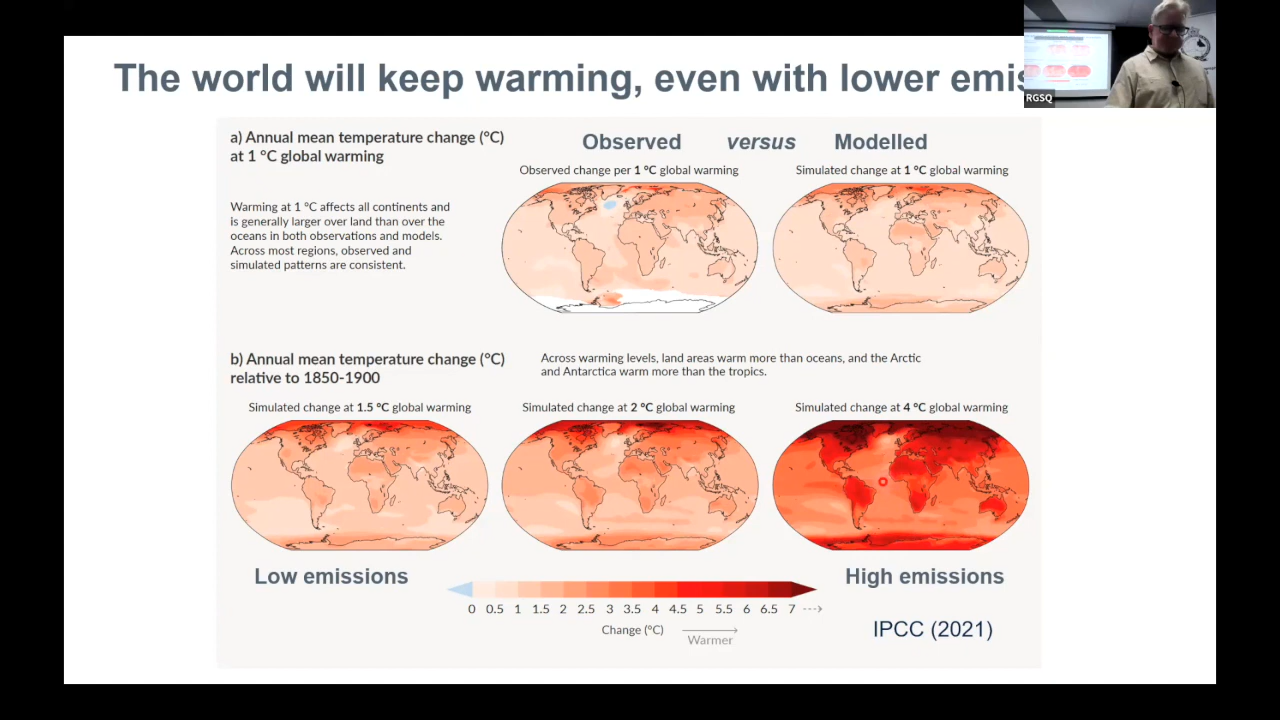 The world will keep warming, even with lower emis
RGSQ
a) Annual mean temperature change (°C)
at 1 °C global warming
Observed versus Modelled
Observed change per 1 °C global warming
Simulated change at 1 °C global warming
Warming at 1 °C affects all continents and
is generally larger over land than over the
oceans in both observations and models.
Across most regions, observed and
simulated patterns are consistent.
b) Annual mean temperature change (°C)
relative to 1850-1900
Across warming levels, land areas warm more than oceans, and the Arctic
and Antarctica warm more than the tropics.
Simulated change at 1.5 °C global warming
Simulated change at 2 °C global warming
Simulated change at 4 °C global warming
Low emissions
High emissions
0 0.5 1 1.5 2 2.5 3 3.5 4 4.5 5 5.5 6 6.5 7
Change (°C)
Warmer
IPCC (2021)